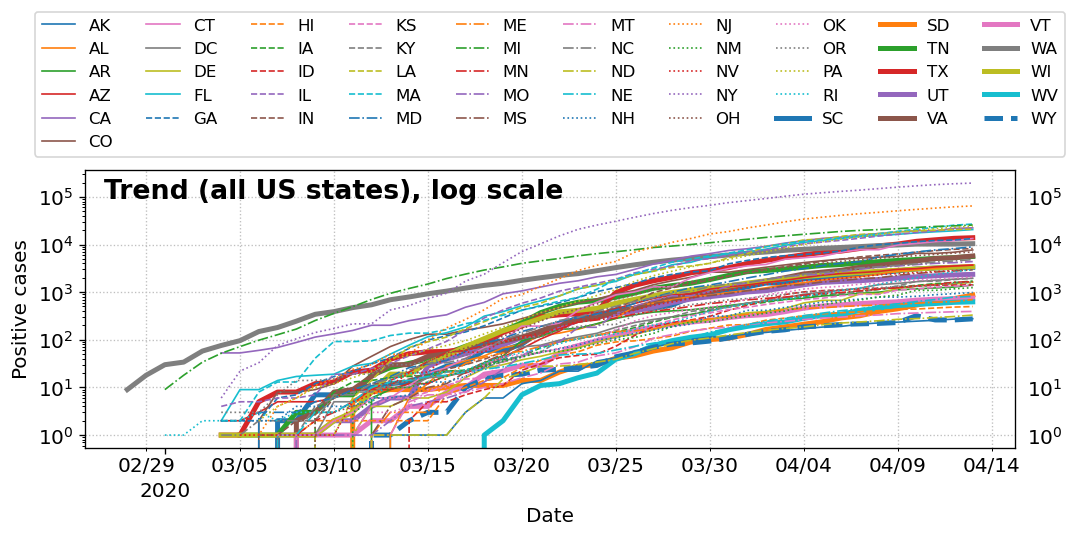 AK CT HI KS ME MT NJ OK SD VT
AL DC IA KY MI NC NM OR TN WA
AR DE ID LA MN ND NV PA TX WI
AZ FL IL MA MO NE NY RI UT WV
CA GA IN MD MS NH OH SC VA WY
CO
Trend (all US states), log scale
10⁵ 10⁵
10⁴ 10⁴
10³ 10³
10² 10²
10¹ 10¹
10⁰ 10⁰
Positive cases
02/29 03/05 03/10 03/15 03/20 03/25 03/30 04/04 04/09 04/14
2020
Date